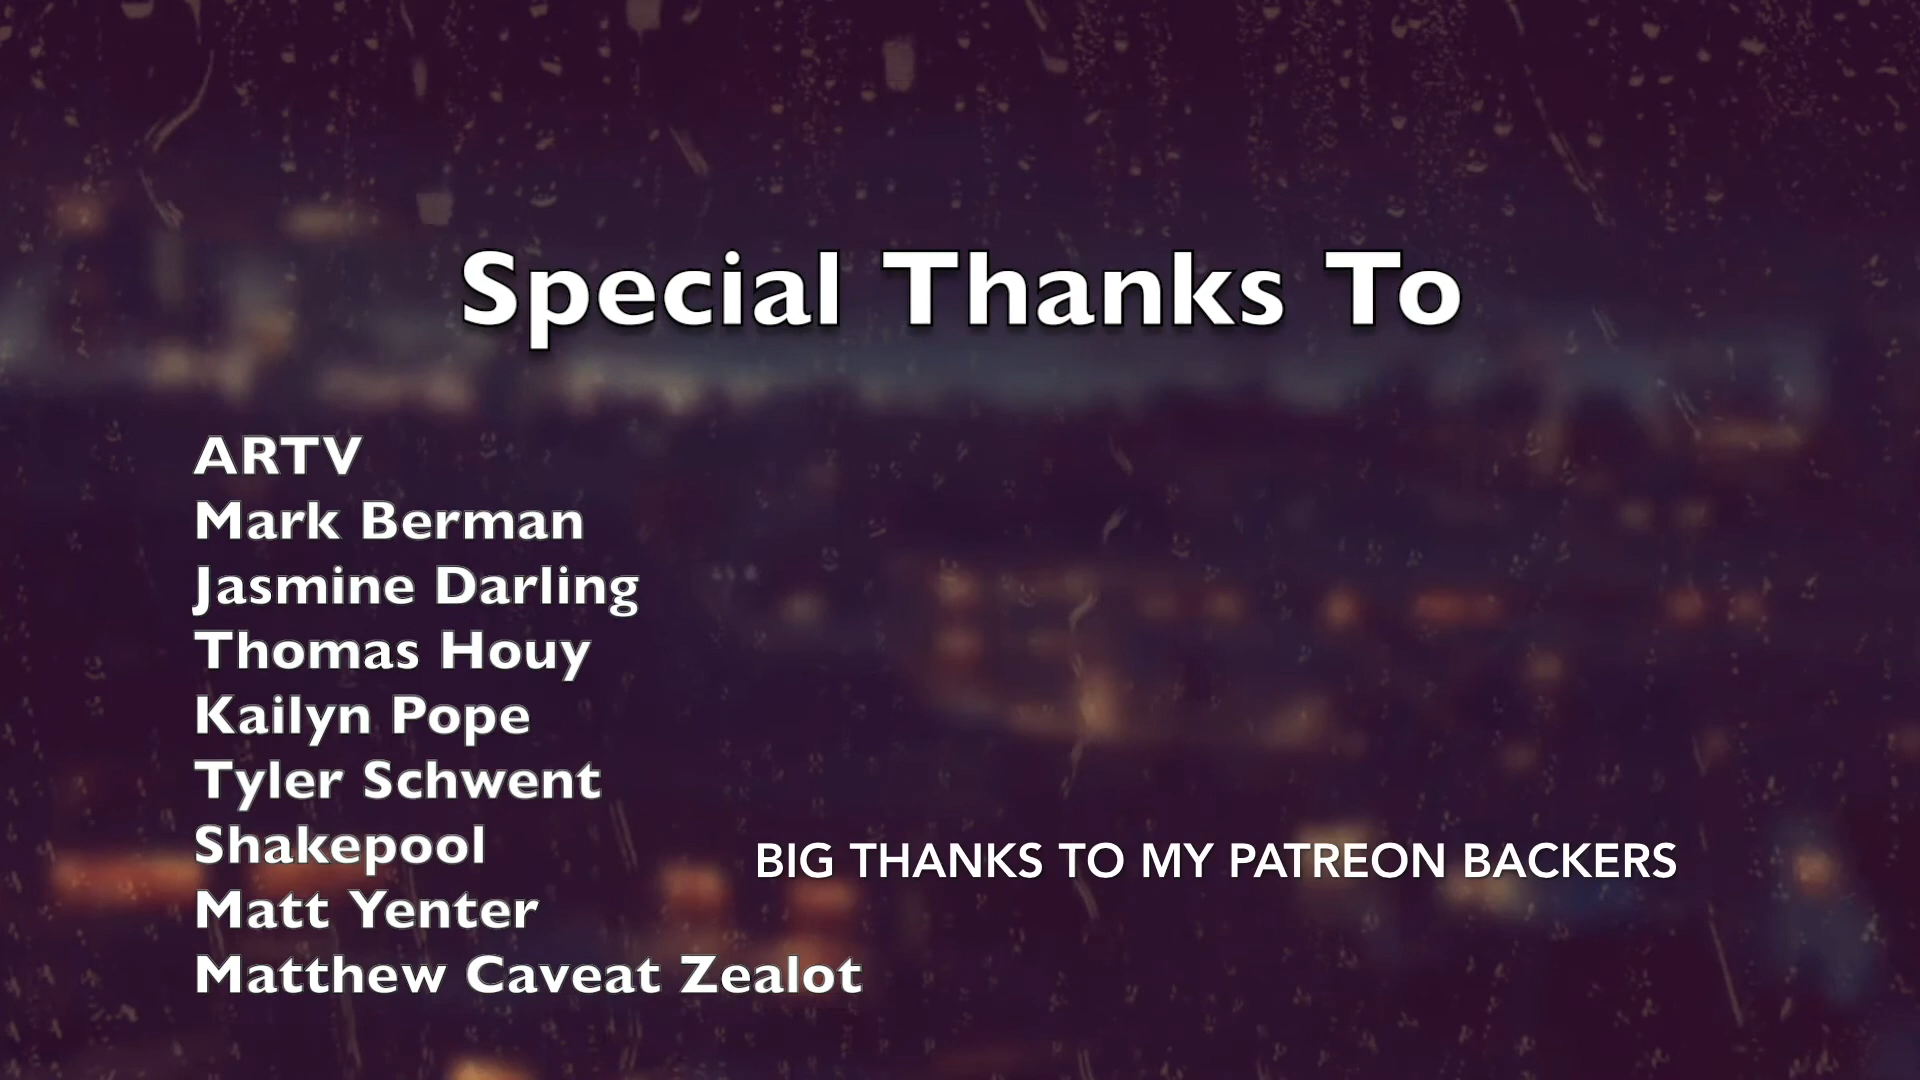 Special Thanks To
ARTV
Mark Berman
Jasmine Darling
Thomas Houy
Kailyn Pope
Tyler Schwent
Shakepool
BIG THANKS TO MY PATREON BACKERS
Matt Yenter
Matthew Caveat Zealot